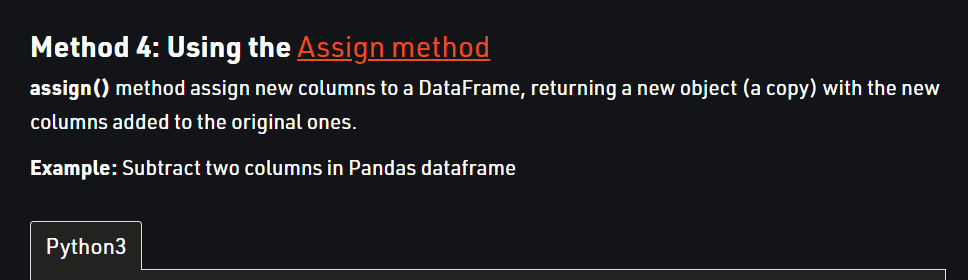 Method 4: Using the Assign method
assign() method assign new columns to a DataFrame, returning a new object (a copy) with the new
columns added to the original ones.
Example: Subtract two columns in Pandas dataframe
Python3